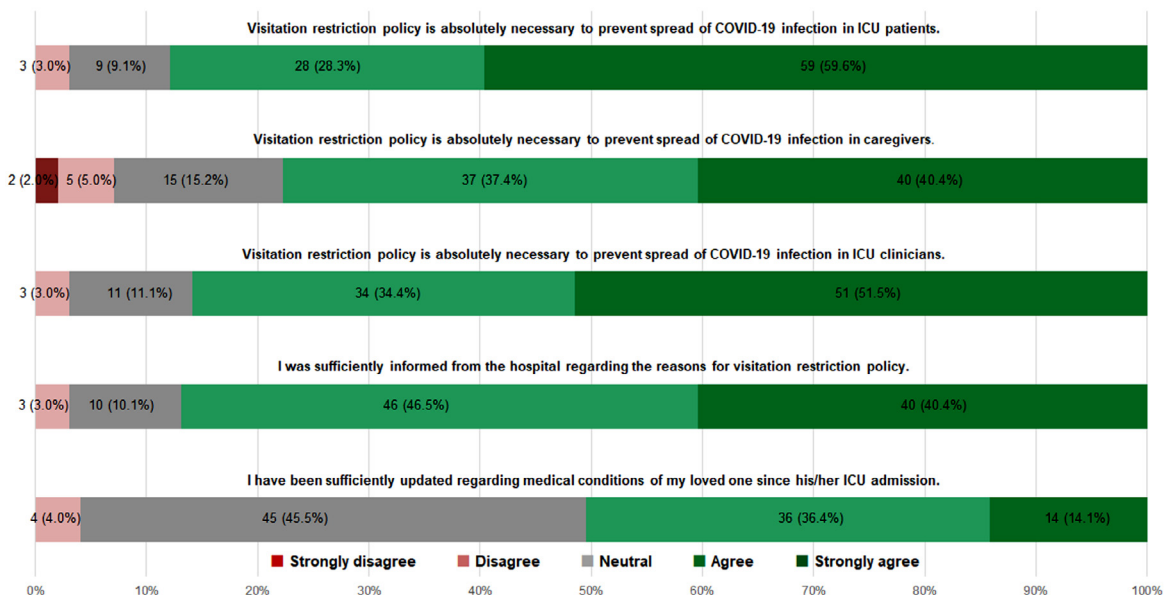 Visitation restriction policy is absolutely necessary to prevent spread of COVID-19 infection in ICU patients.
3 (3.0%) 9 (9.1%) 28 (28.3%) 59 (59.6%)
Visitation restriction policy is absolutely necessary to prevent spread of COVID-19 infection in caregivers.
2 (2.0%) 5 (5.0%) 15 (15.2%) 37 (37.4%) 40 (40.4%)
Visitation restriction policy is absolutely necessary to prevent spread of COVID-19 infection in ICU clinicians.
3 (3.0%) 11 (11.1%) 34 (34.4%) 51 (51.5%)
I was sufficiently informed from the hospital regarding the reasons for visitation restriction policy.
3 (3.0%) 10 (10.1%) 46 (46.5%) 40 (40.4%)
I have been sufficiently updated regarding medical conditions of my loved one since his/her ICU admission.
4 (4.0%) 45 (45.5%) 36 (36.4%) 14 (14.1%)
Strongly disagree Disagree Neutral Agree Strongly agree
0% 10% 20% 30% 40% 50% 60% 70% 80% 90% 100%